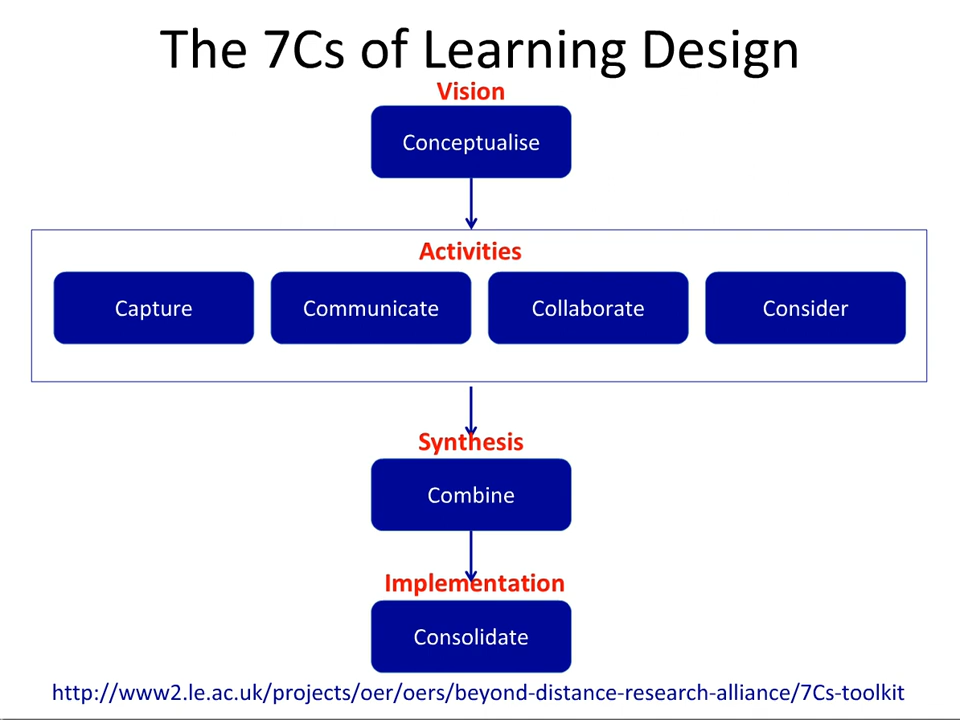 The 7Cs of Learning Design
Vision
Conceptualise
Activities
Capture
Communicate
Collaborate
Consider
Synthesis
Combine
Implementation
Consolidate
http://www2.le.ac.uk/projects/oer/oers/beyond-distance-research-alliance/7Cs-toolkit